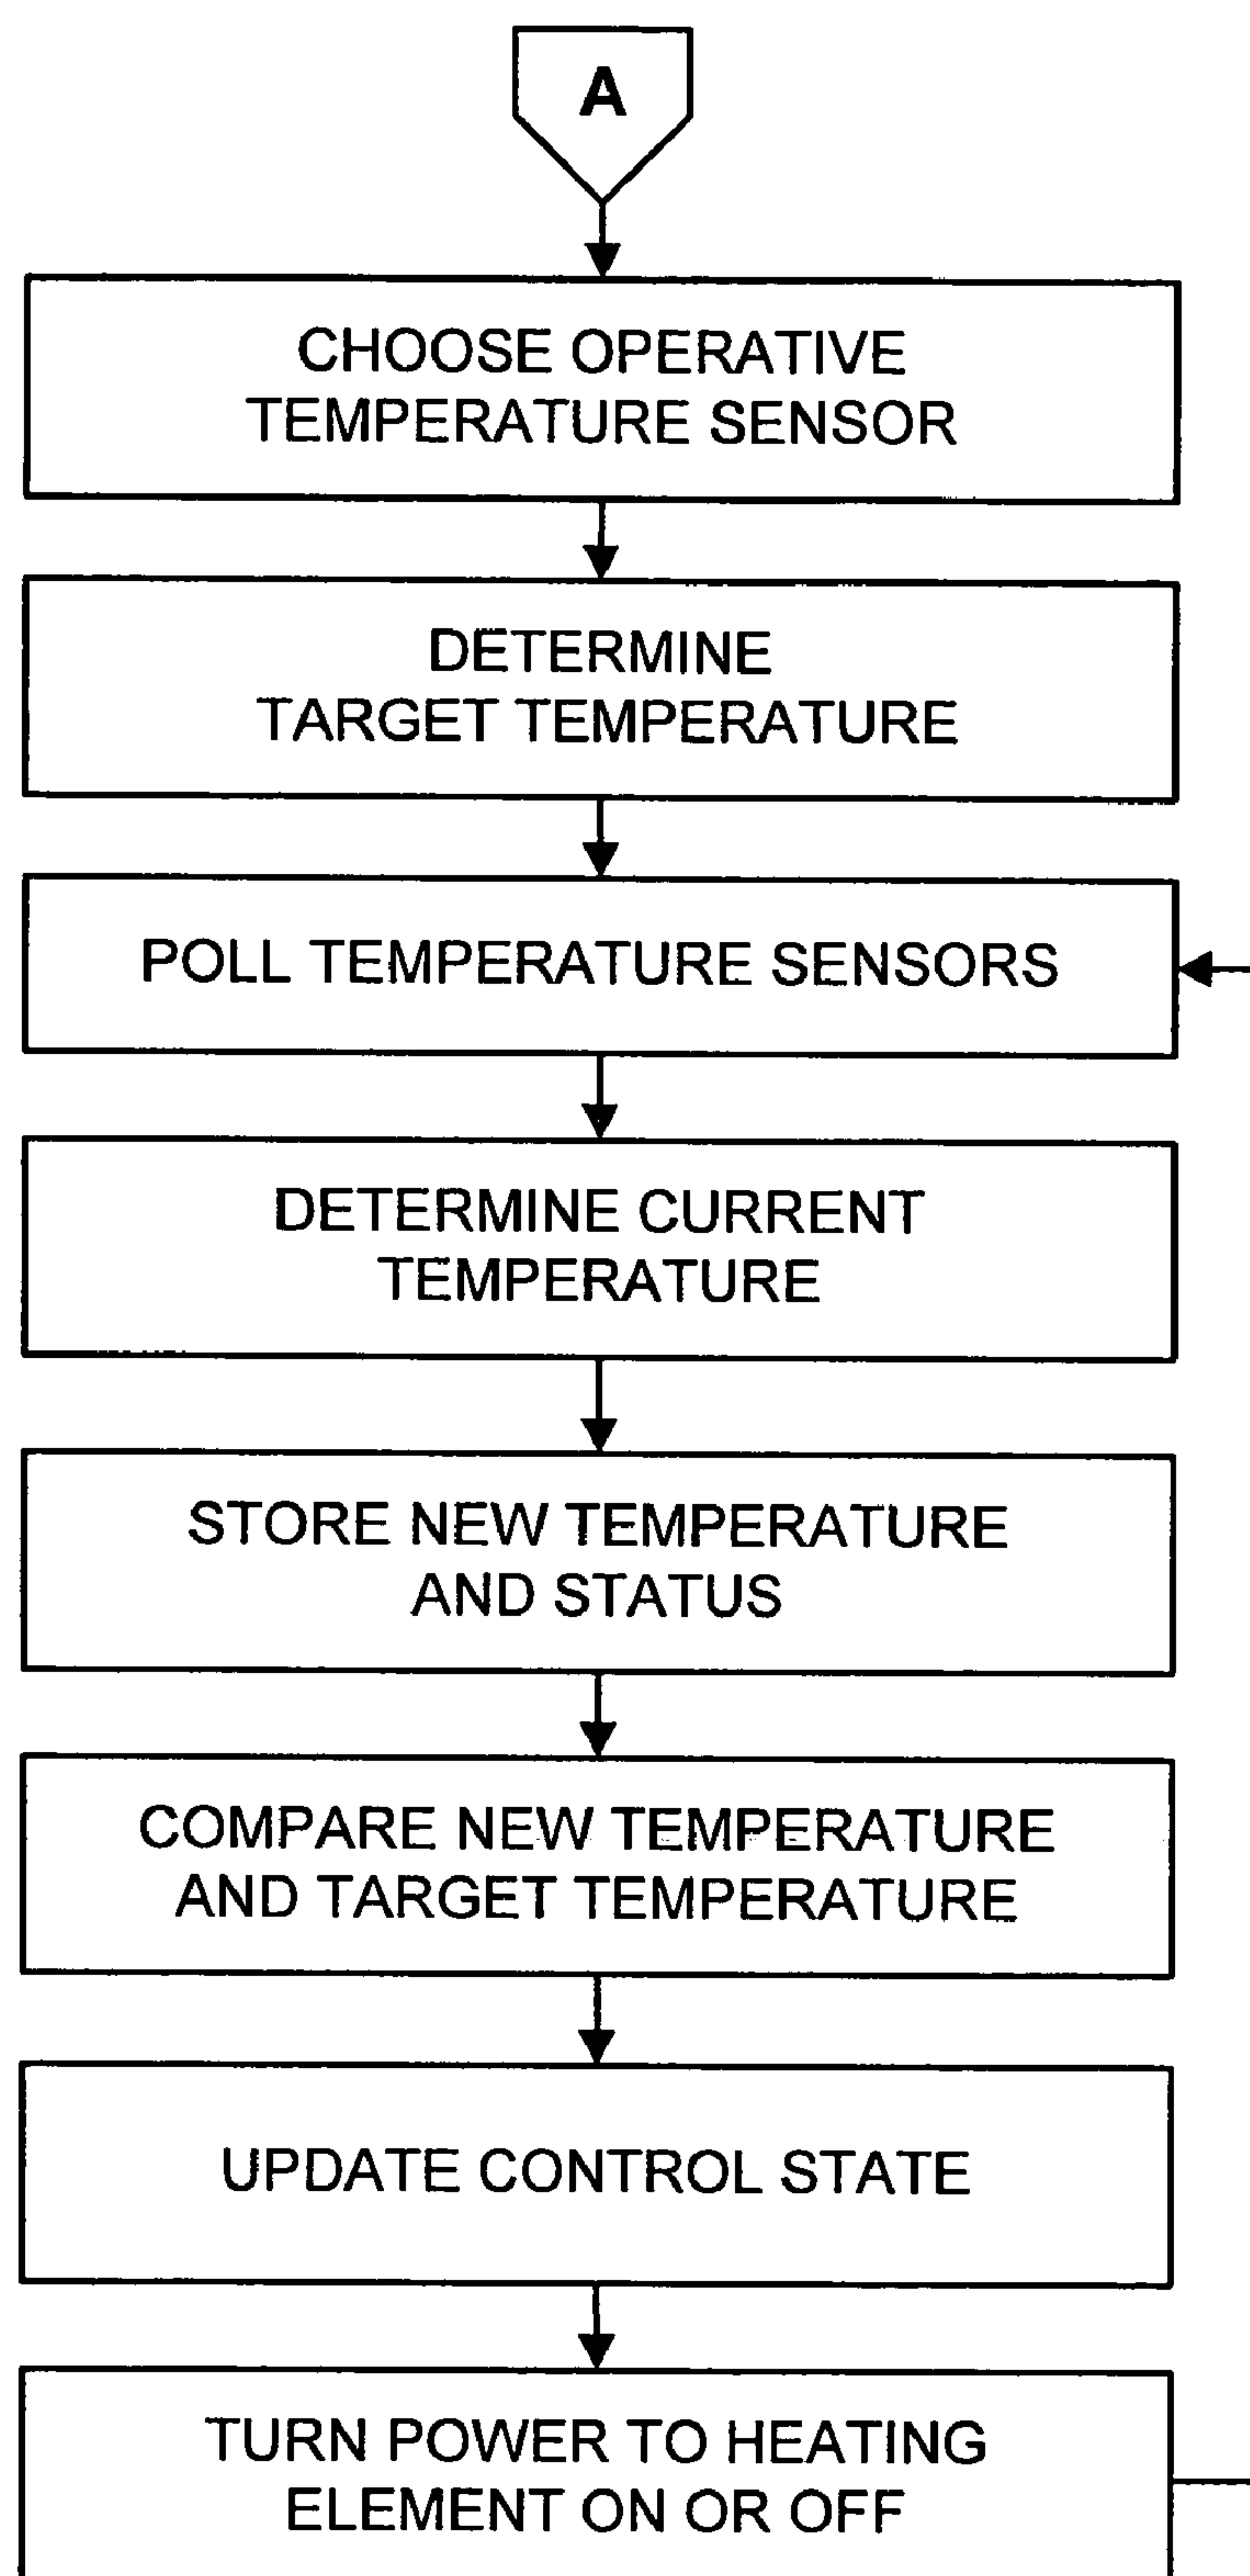 A
CHOOSE OPERATIVE
TEMPERATURE SENSOR
DETERMINE
TARGET TEMPERATURE
POLL TEMPERATURE SENSORS
DETERMINE CURRENT
TEMPERATURE
STORE NEW TEMPERATURE
AND STATUS
COMPARE NEW TEMPERATURE
AND TARGET TEMPERATURE
UPDATE CONTROL STATE
TURN POWER TO HEATING
ELEMENT ON OR OFF